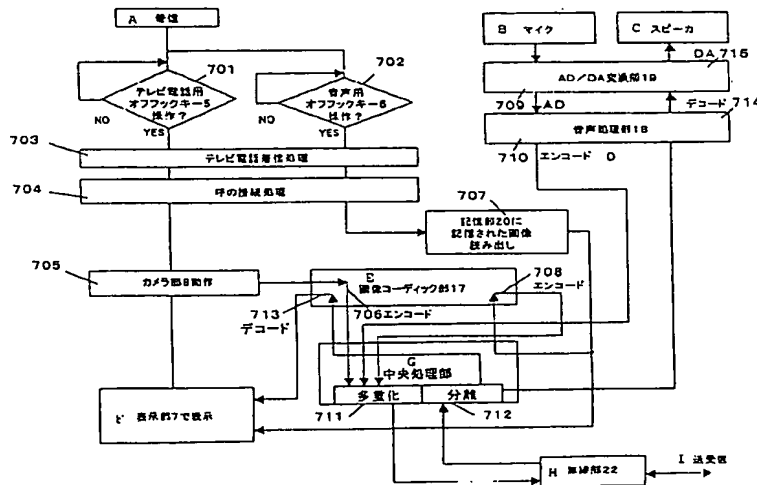 A 着信
B マイク
C スピーカ
701
テレビ電話用
オフフックキー5
操作?
NO
YES
702
音声用
オフフックキー6
操作?
NO
YES
DA 715
AD/DA変換部19
709
AD
デコード
714
音声処理部18
710
エンコード D
703
テレビ電話着信処理
704
呼の接続処理
707
記憶部20に
記憶された画像
読み出し
705
カメラ部8動作
E
画像コーディック部17
708
エンコード
713
デコード
706エンコード
G
中央処理部
多重化
分離
711
712
表示部7で表示
H 無線部22
I 送受信